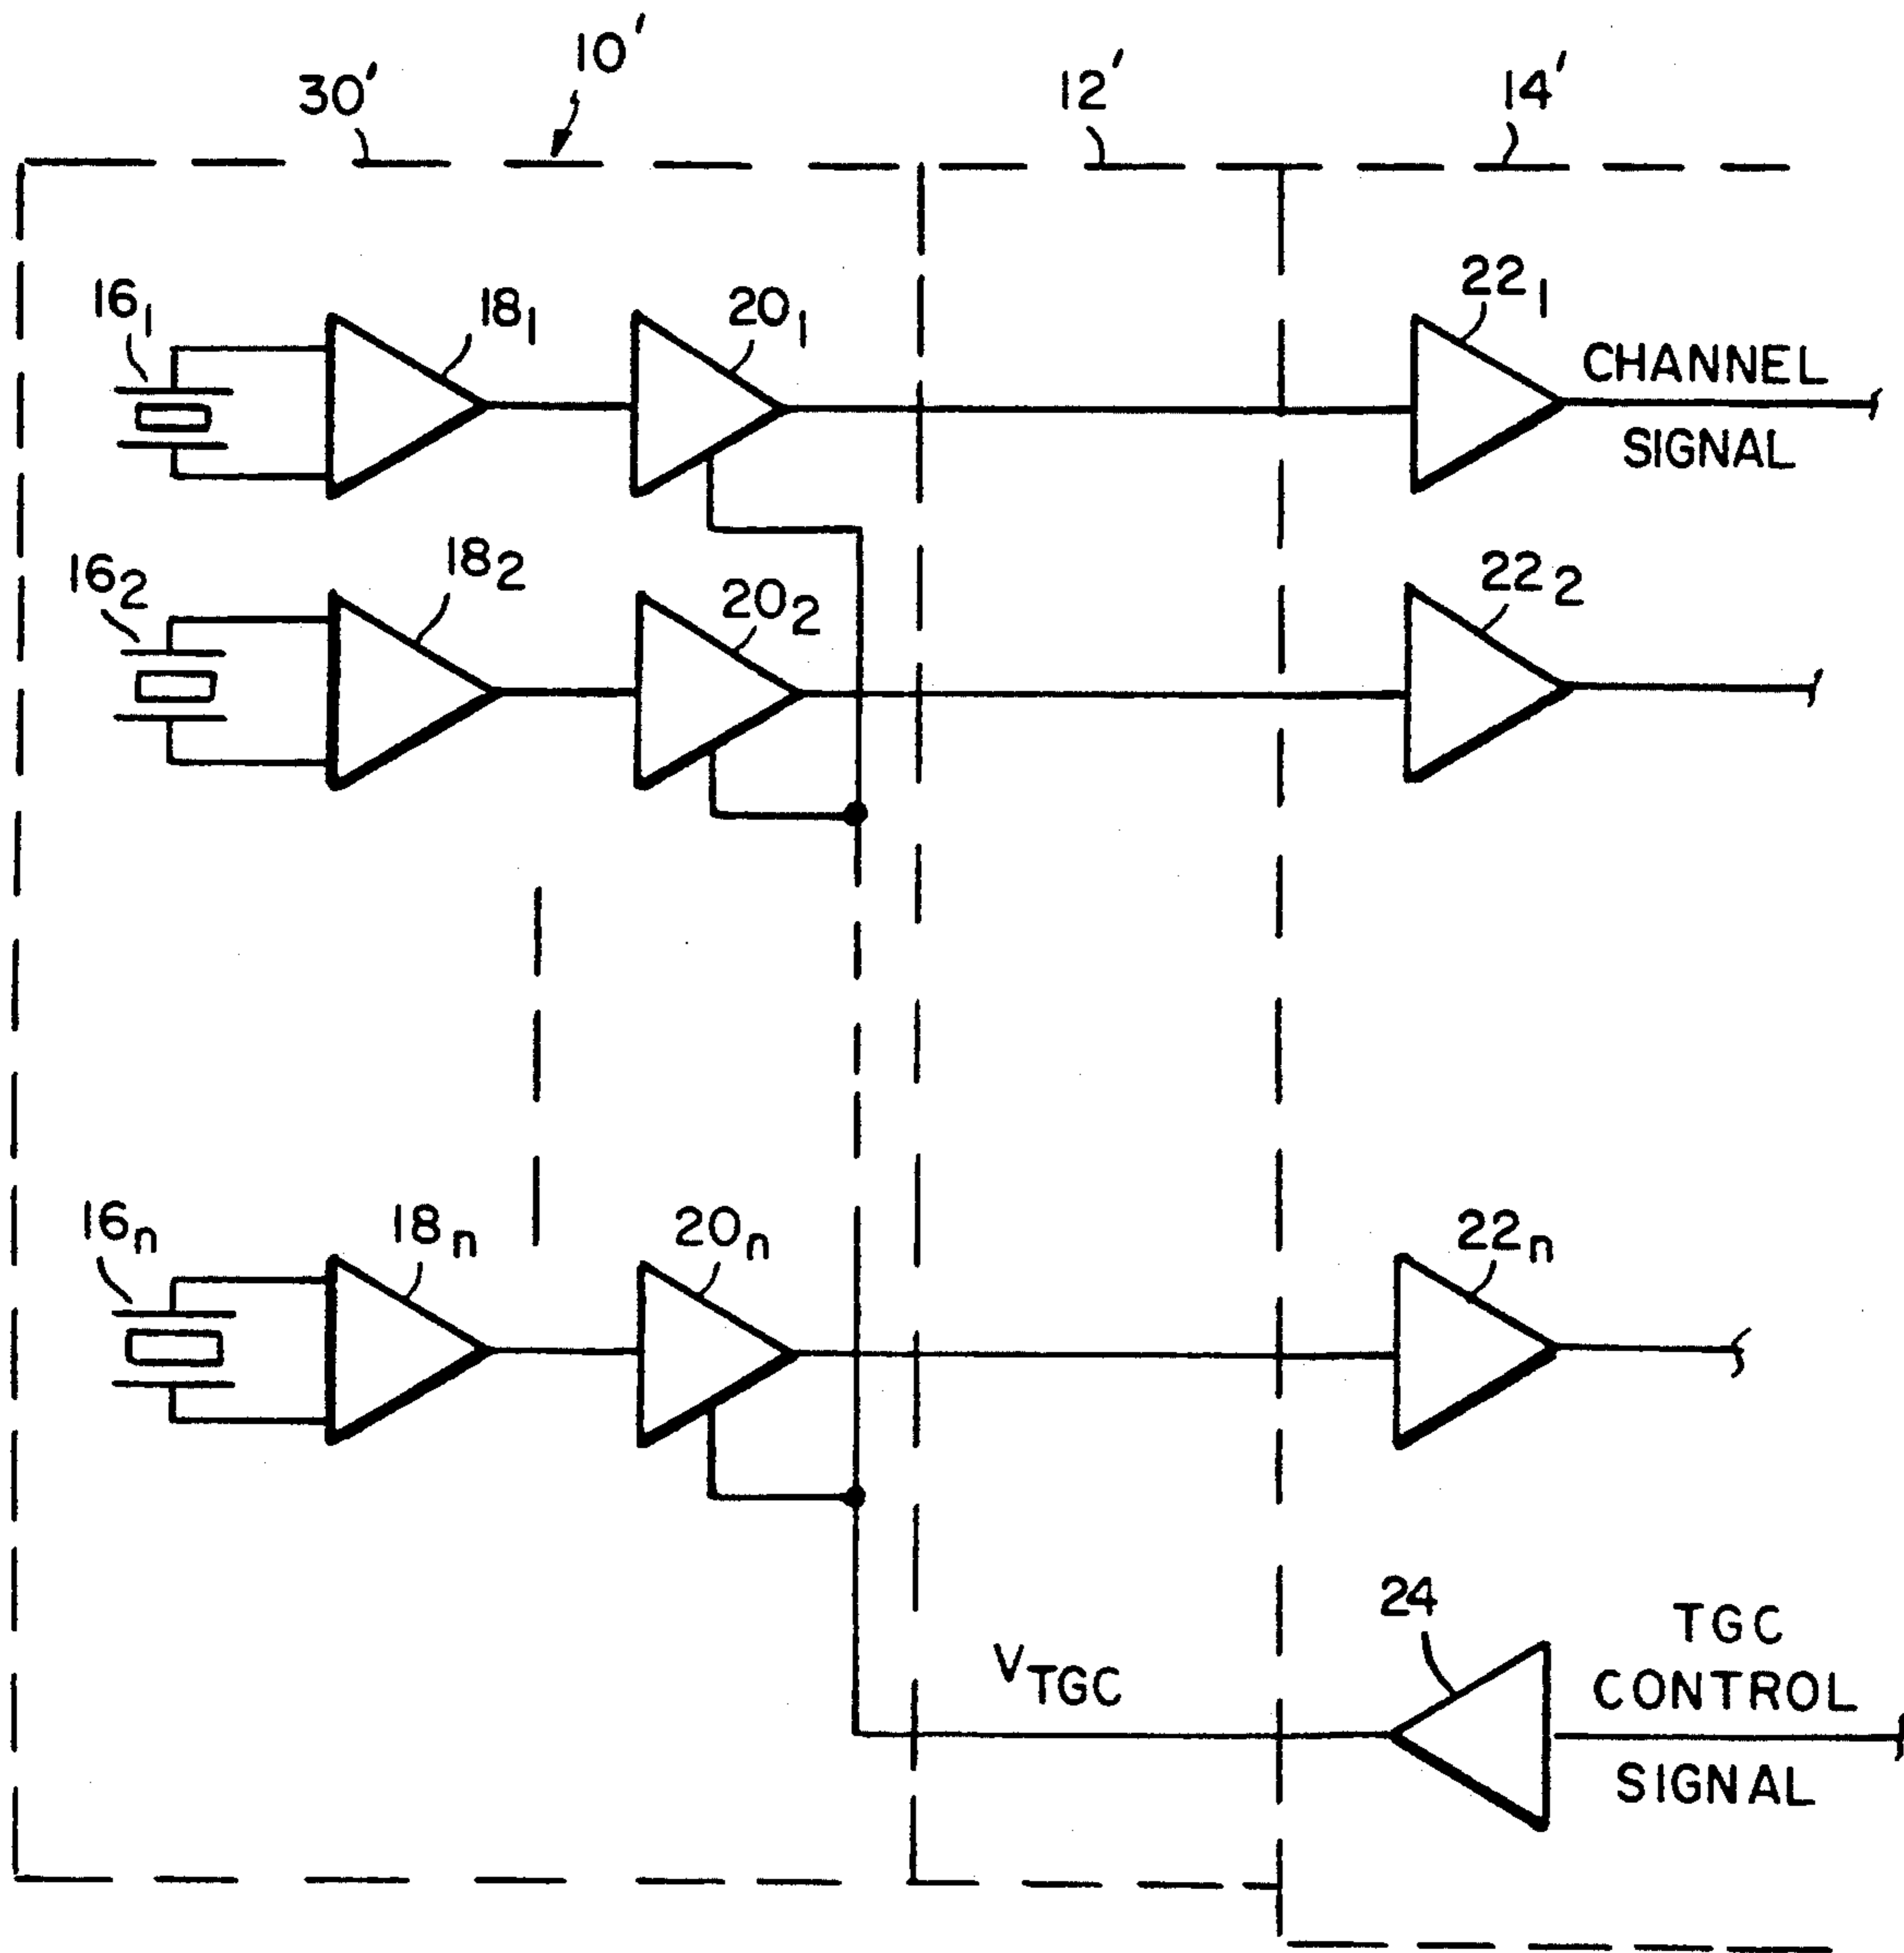 30' 10' 12' 14'
16₁ 18₁ 20₁ 22₁
CHANNEL
SIGNAL
16₂ 18₂ 20₂ 22₂
16ₙ 18ₙ 20ₙ 22ₙ
24 TGC
V_TGC CONTROL
SIGNAL